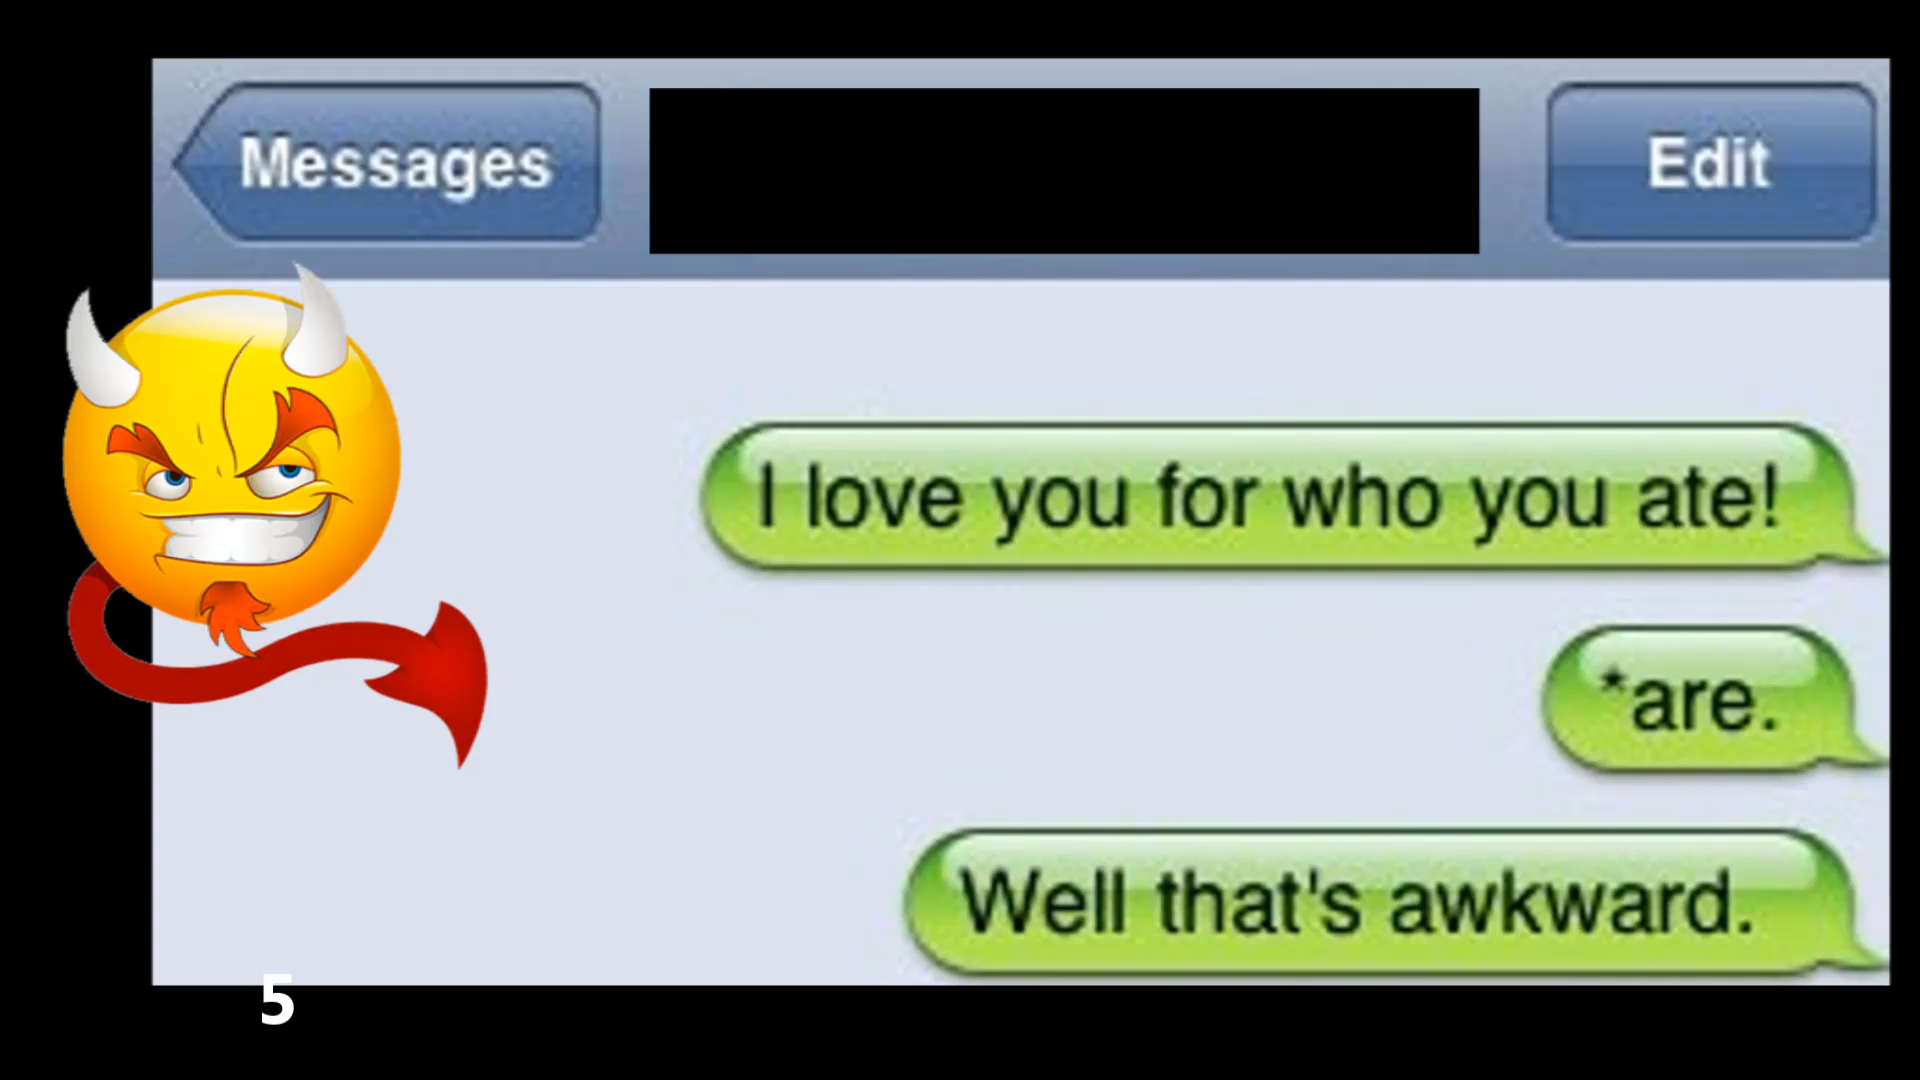 Messages
Edit
I love you for who you ate!
*are.
Well that's awkward.
5